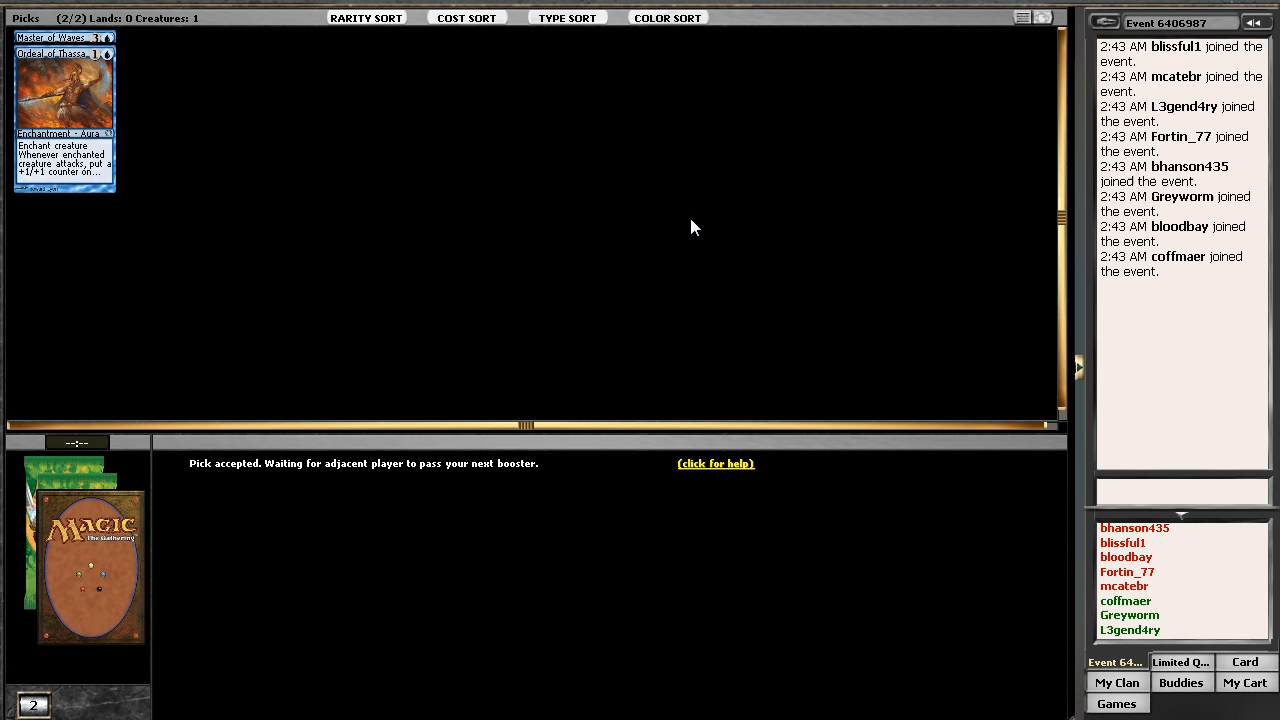 Picks (2/2) Lands: 0 Creatures: 1
RARITY SORT
COST SORT
TYPE SORT
COLOR SORT
Master of Waves 3
Ordeal of Thassa 1
Enchantment - Aura
Enchant creature
Whenever enchanted
creature attacks, put a
+1/+1 counter on...
--:--
Pick accepted. Waiting for adjacent player to pass your next booster.
(click for help)
MAGIC
The Gathering
2
Event 6406987
2:43 AM blissful1 joined the
event.
2:43 AM mcatebr joined the
event.
2:43 AM L3gend4ry joined
the event.
2:43 AM Fortin_77 joined
the event.
2:43 AM bhanson435
joined the event.
2:43 AM Greyworm joined
the event.
2:43 AM bloodbay joined
the event.
2:43 AM coffmaer joined
the event.
bhanson435
blissful1
bloodbay
Fortin_77
mcatebr
coffmaer
Greyworm
L3gend4ry
Event 64...
Limited Q...
Card
My Clan
Buddies
My Cart
Games